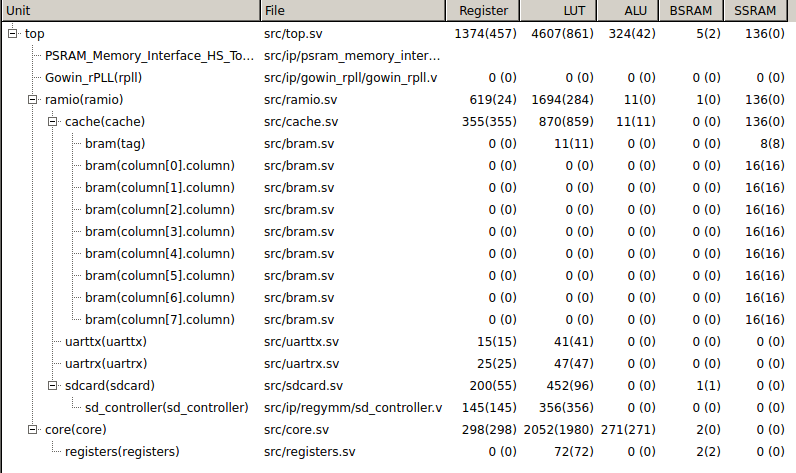 Unit File Register LUT ALU BSRAM SSRAM
top src/top.sv 1374(457) 4607(861) 324(42) 5(2) 136(0)
PSRAM_Memory_Interface_HS_To... src/ip/psram_memory_inter...
Gowin_rPLL(rpll) src/ip/gowin_rpll/gowin_rpll.v 0 (0) 0 (0) 0 (0) 0 (0) 0 (0)
ramio(ramio) src/ramio.sv 619(24) 1694(284) 11(0) 1(0) 136(0)
cache(cache) src/cache.sv 355(355) 870(859) 11(11) 0 (0) 136(0)
bram(tag) src/bram.sv 0 (0) 11(11) 0 (0) 0 (0) 8(8)
bram(column[0].column) src/bram.sv 0 (0) 0 (0) 0 (0) 0 (0) 16(16)
bram(column[1].column) src/bram.sv 0 (0) 0 (0) 0 (0) 0 (0) 16(16)
bram(column[2].column) src/bram.sv 0 (0) 0 (0) 0 (0) 0 (0) 16(16)
bram(column[3].column) src/bram.sv 0 (0) 0 (0) 0 (0) 0 (0) 16(16)
bram(column[4].column) src/bram.sv 0 (0) 0 (0) 0 (0) 0 (0) 16(16)
bram(column[5].column) src/bram.sv 0 (0) 0 (0) 0 (0) 0 (0) 16(16)
bram(column[6].column) src/bram.sv 0 (0) 0 (0) 0 (0) 0 (0) 16(16)
bram(column[7].column) src/bram.sv 0 (0) 0 (0) 0 (0) 0 (0) 16(16)
uarttx(uarttx) src/uarttx.sv 15(15) 41(41) 0 (0) 0 (0) 0 (0)
uartrx(uartrx) src/uartrx.sv 25(25) 47(47) 0 (0) 0 (0) 0 (0)
sdcard(sdcard) src/sdcard.sv 200(55) 452(96) 0 (0) 1(1) 0 (0)
sd_controller(sd_controller) src/ip/regymm/sd_controller.v 145(145) 356(356) 0 (0) 0 (0) 0 (0)
core(core) src/core.sv 298(298) 2052(1980) 271(271) 2(0) 0 (0)
registers(registers) src/registers.sv 0 (0) 72(72) 0 (0) 2(2) 0 (0)